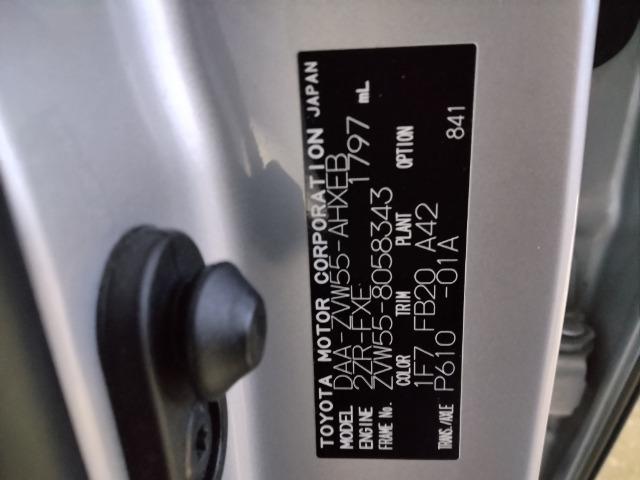 TOYOTA MOTOR CORPORATION JAPAN
MODEL DAA-ZVW55-AHXEB
ENGINE 2ZR-FXE 1797 mL
FRAME No. ZVW55-8058343
COLOR TRIM PLANT OPTION
1F7 FB20 A42
TRANS./AXLE P610 -01A 841